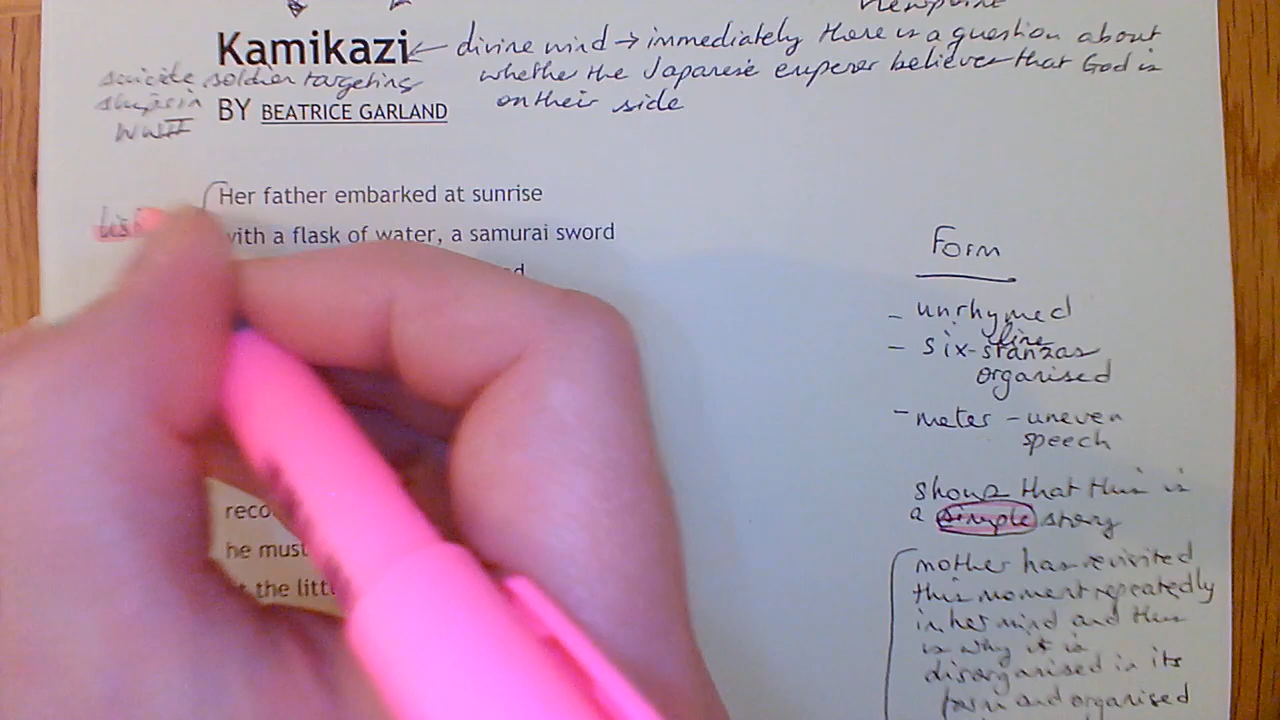 viewpoint
Kamikazi
divine wind → immediately there is a question about
whether the Japanese emperor believes that God is
on their side
suicide soldier targeting
ships in
WWII
BY BEATRICE GARLAND
Her father embarked at sunrise
with a flask of water, a samurai sword
list
Form
- unrhymed
- six-line stanzas
organised
- meter - uneven
speech
shows that this is
a simple story
reco
he must
the litt
mother has revisited
this moment repeatedly
in her mind and this
is why it is
disorganised in its
form and organised